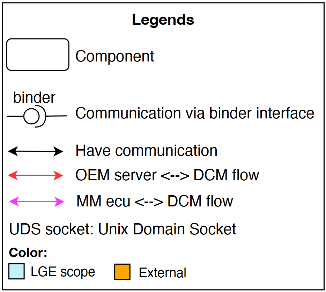 Legends
Component
binder
Communication via binder interface
Have communication
OEM server <--> DCM flow
MM ecu <--> DCM flow
UDS socket: Unix Domain Socket
Color:
LGE scope External